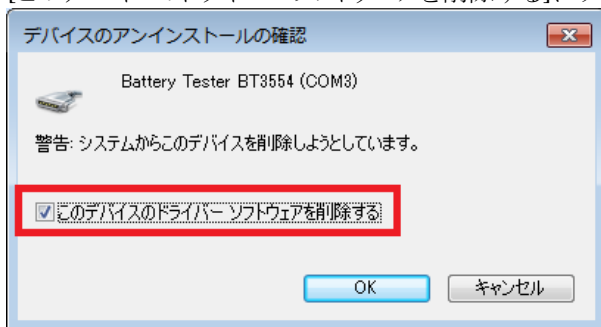 デバイスのアンインストールの確認
Battery Tester BT3554 (COM3)
警告: システムからこのデバイスを削除しようとしています。
このデバイスのドライバー ソフトウェアを削除する
OK
キャンセル